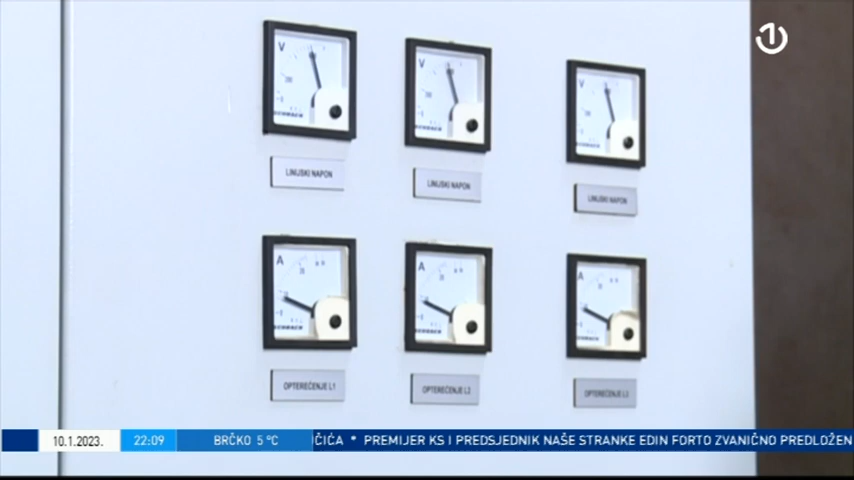 V
V
V
LINIJSKI NAPON
LINIJSKI NAPON
LINIJSKI NAPON
A
A
A
OPTEREĆENJE L1
OPTEREĆENJE L2
OPTEREĆENJE L3
10.1.2023. 22:09 BRČKO 5 °C IČIĆA * PREMIJER KS I PREDSJEDNIK NAŠE STRANKE EDIN FORTO ZVANIČNO PREDLOŽEN